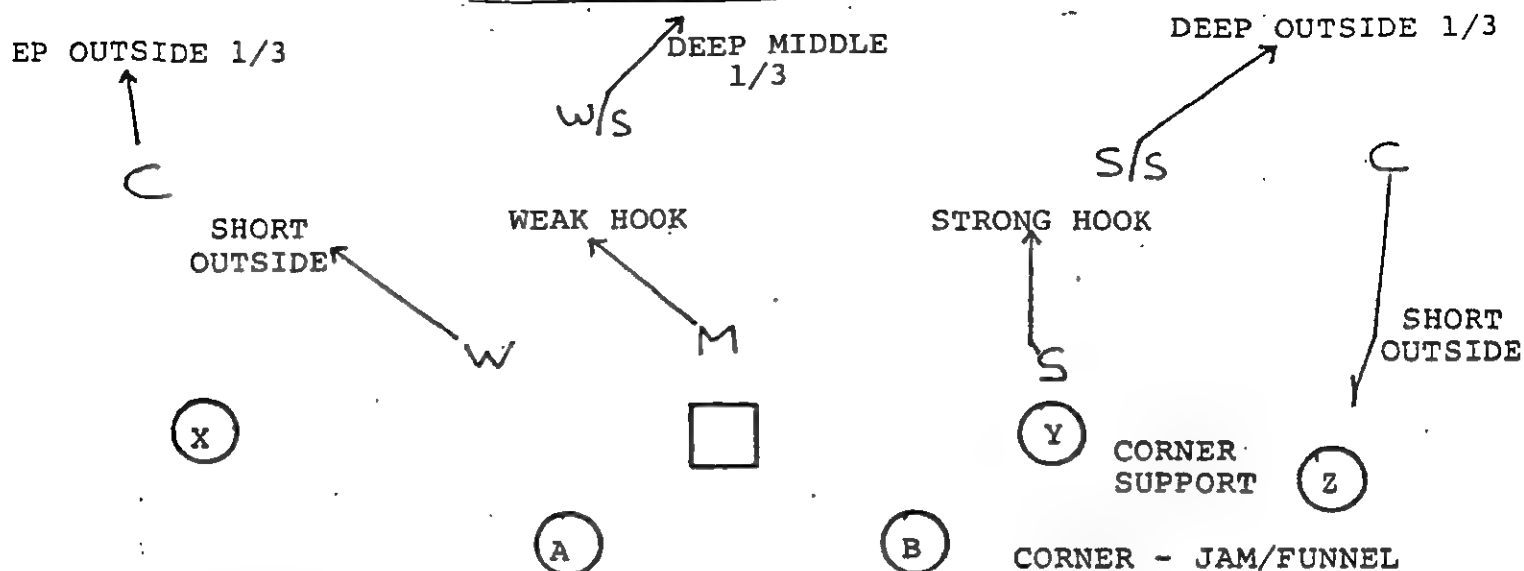 EP OUTSIDE 1/3
DEEP MIDDLE
1/3
DEEP OUTSIDE 1/3
W/S
S/S
C
C
SHORT
OUTSIDE
WEAK HOOK
STRONG HOOK
SHORT
OUTSIDE
W
M
S
X
Y
CORNER
SUPPORT
Z
A
B
CORNER - JAM/FUNNEL